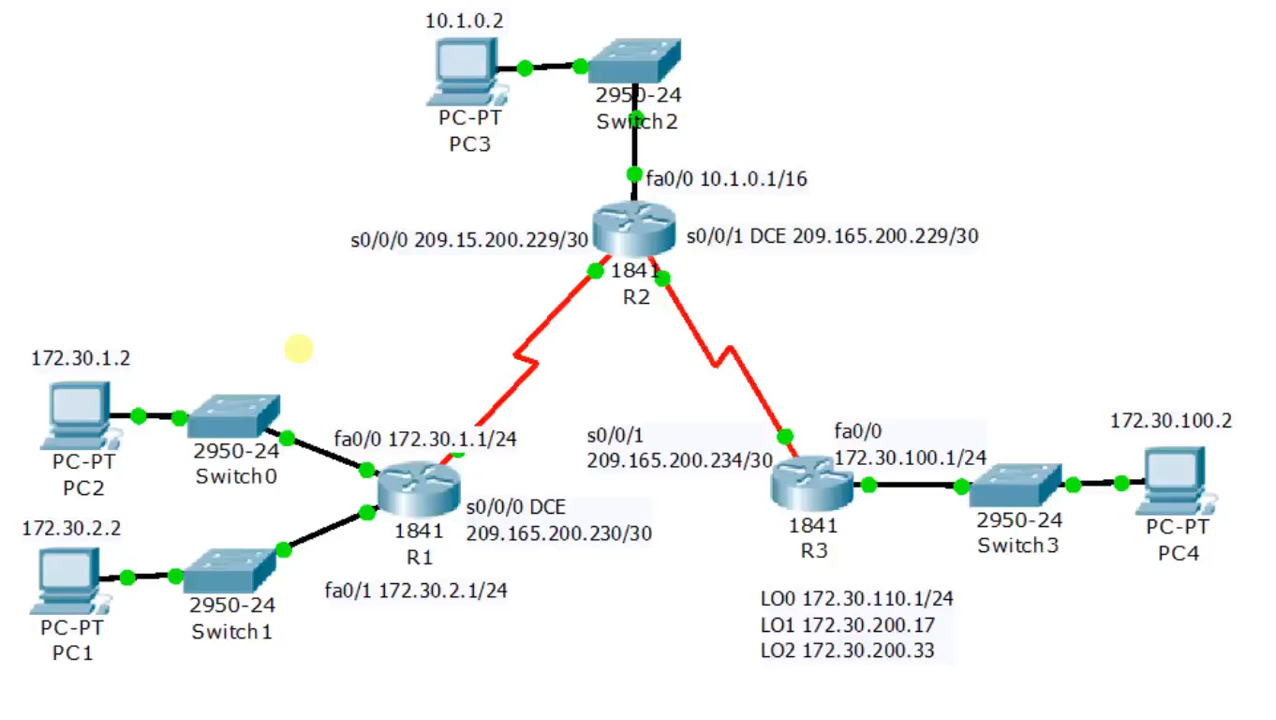 10.1.0.2
2950-24
Switch2
PC-PT
PC3
fa0/0 10.1.0.1/16
s0/0/0 209.15.200.229/30
s0/0/1 DCE 209.165.200.229/30
1841
R2
172.30.1.2
PC-PT
PC2
2950-24
Switch0
fa0/0 172.30.1.1/24
s0/0/0 DCE
209.165.200.230/30
1841
R1
172.30.2.2
PC-PT
PC1
2950-24
Switch1
fa0/1 172.30.2.1/24
s0/0/1
209.165.200.234/30
fa0/0
172.30.100.1/24
1841
R3
2950-24
Switch3
172.30.100.2
PC-PT
PC4
LO0 172.30.110.1/24
LO1 172.30.200.17
LO2 172.30.200.33